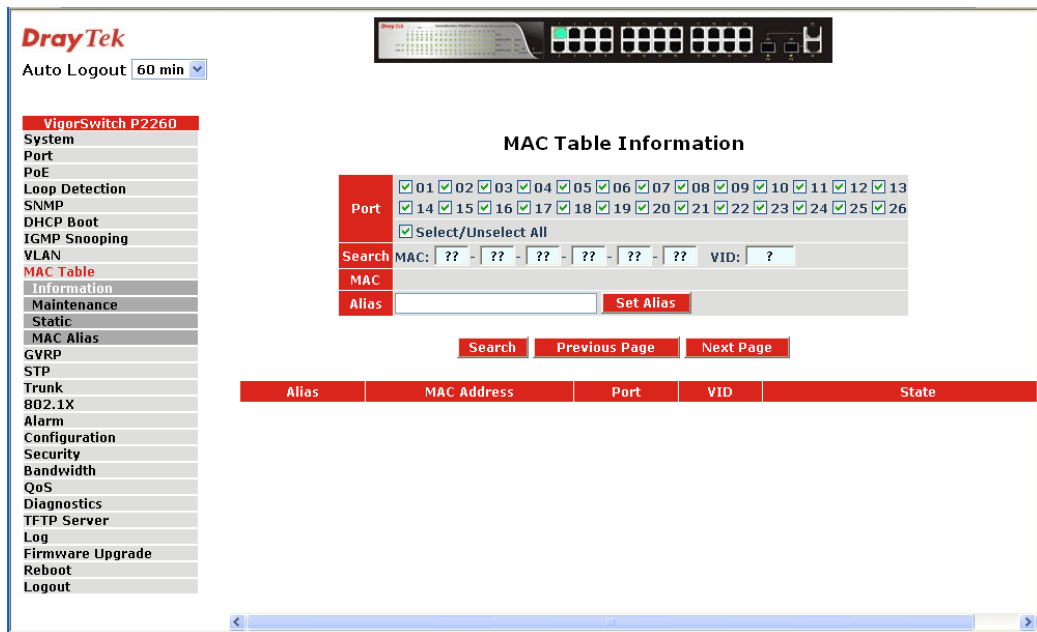 DrayTek
Auto Logout 60 min
DrayTek
VigorSwitch P2260
System
Port
PoE
Loop Detection
SNMP
DHCP Boot
IGMP Snooping
VLAN
MAC Table
Information
Maintenance
Static
MAC Alias
GVRP
STP
Trunk
802.1X
Alarm
Configuration
Security
Bandwidth
QoS
Diagnostics
TFTP Server
Log
Firmware Upgrade
Reboot
Logout
MAC Table Information
Port
01 02 03 04 05 06 07 08 09 10 11 12 13
14 15 16 17 18 19 20 21 22 23 24 25 26
Select/Unselect All
Search MAC: ?? - ?? - ?? - ?? - ?? - ?? VID: ?
MAC
Alias Set Alias
Search Previous Page Next Page
Alias MAC Address Port VID State